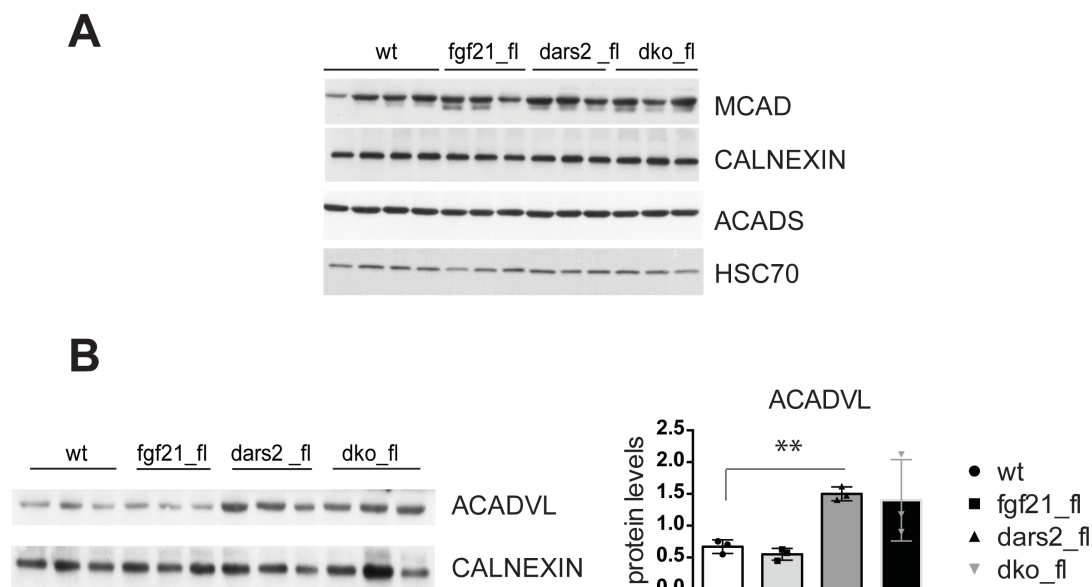 A
wt fgf21_fl dars2 _fl dko_fl
MCAD
CALNEXIN
ACADS
HSC70
B
wt fgf21_fl dars2 _fl dko_fl
ACADVL
CALNEXIN
ACADVL
protein levels
2.5
2.0
1.5
1.0
0.5
0.0
**
wt
fgf21_fl
dars2_fl
dko_fl